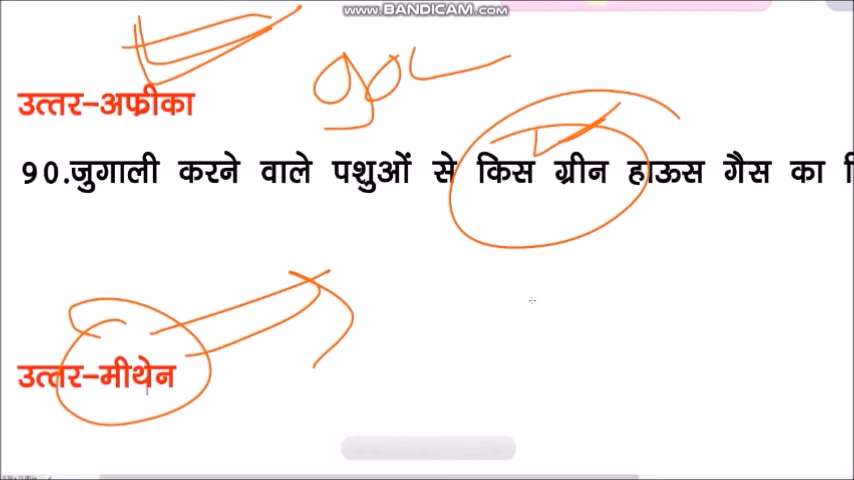 www.BANDICAM.com
उत्तर-अफ्रीका
90.जुगाली करने वाले पशुओं से किस ग्रीन हाऊस गैस का
उत्तर-मीथेन